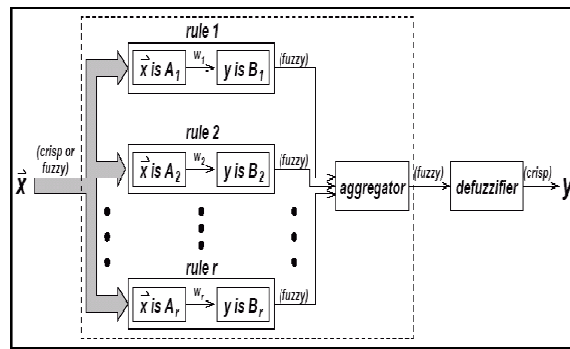 rule 1
x is A1
w1
y is B1
(fuzzy)
rule 2
(crisp or
fuzzy)
x
x is A2
w2
y is B2
(fuzzy)
aggregator
(fuzzy)
defuzzifier
(crisp)
y
rule r
x is Ar
wr
y is Br
(fuzzy)